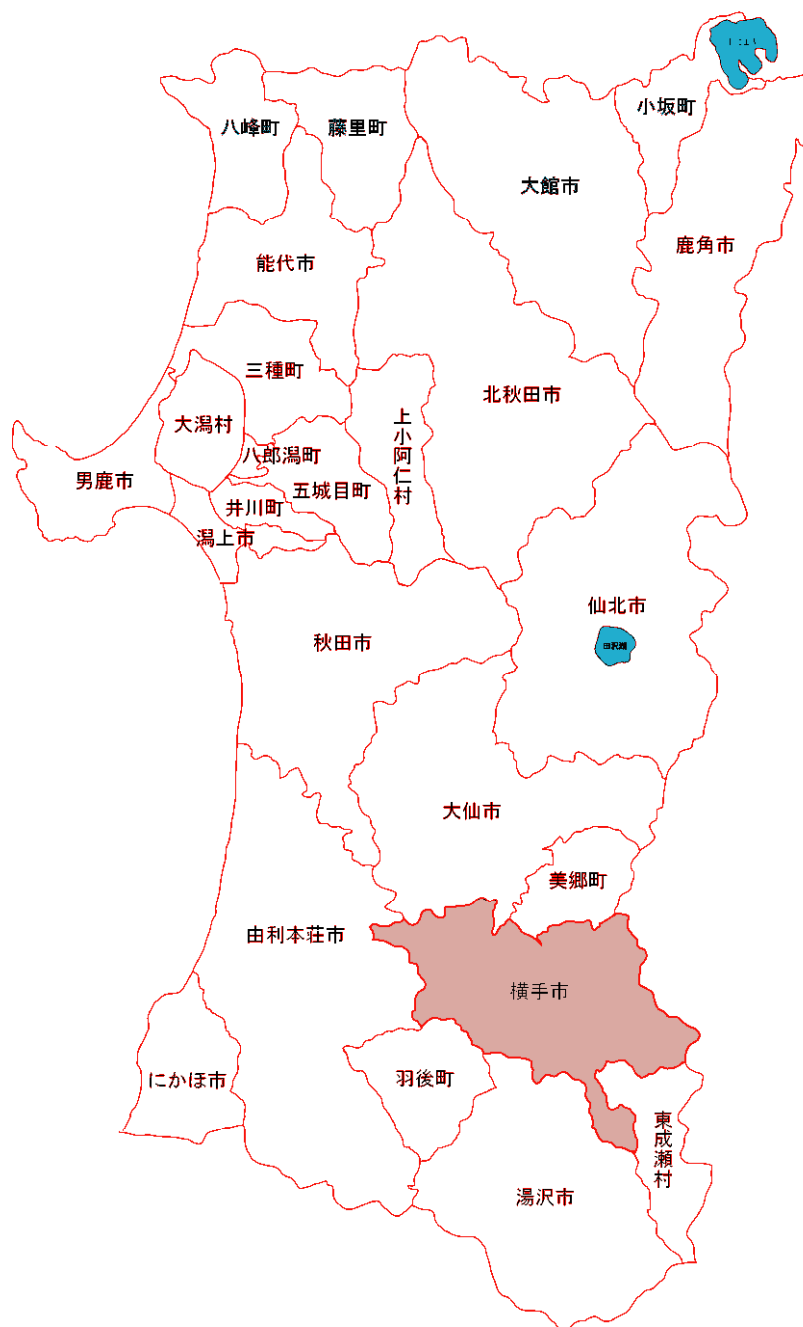 小坂町
八峰町
藤里町
大館市
鹿角市
能代市
三種町
北秋田市
大潟村
上小阿仁村
八郎潟町
男鹿市
五城目町
井川町
潟上市
仙北市
秋田市
田沢湖
大仙市
美郷町
由利本荘市
横手市
にかほ市
羽後町
東成瀬村
湯沢市